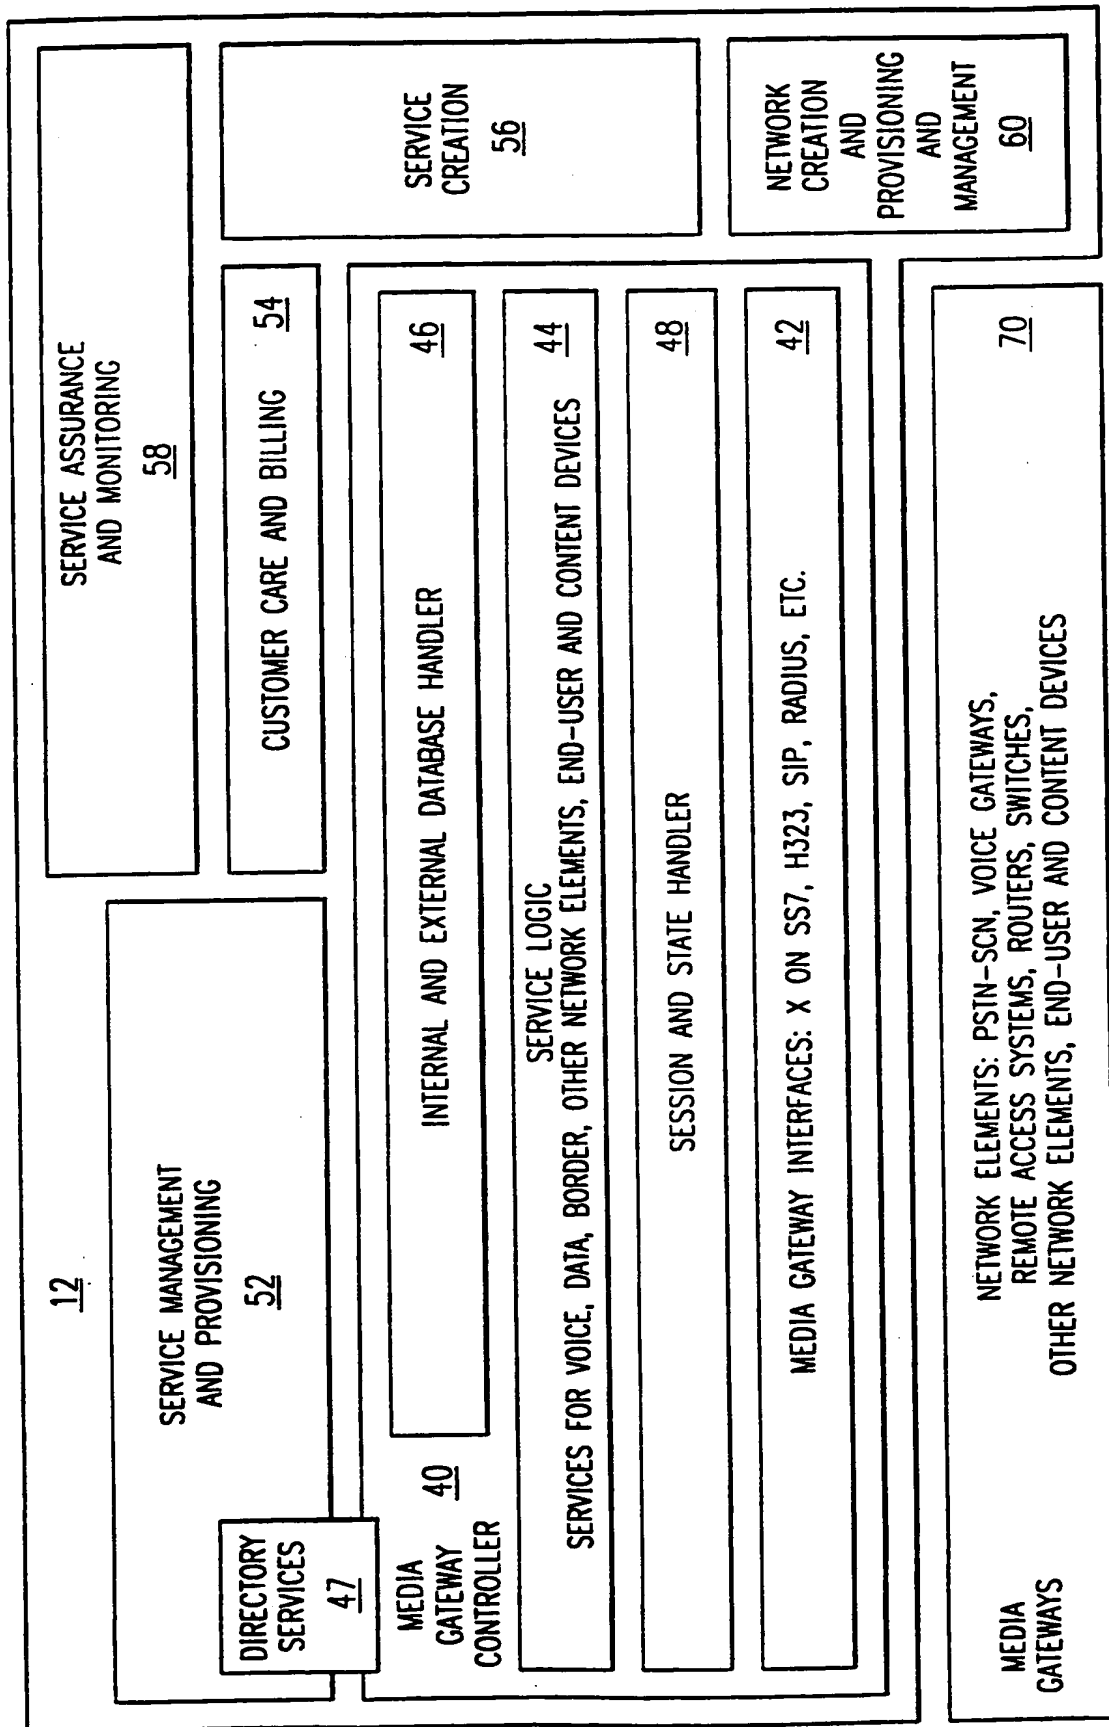 12
SERVICE MANAGEMENT
AND PROVISIONING
52
SERVICE ASSURANCE
AND MONITORING
58
DIRECTORY
SERVICES
47
CUSTOMER CARE AND BILLING 54
SERVICE
CREATION
56
MEDIA
GATEWAY 40
CONTROLLER
INTERNAL AND EXTERNAL DATABASE HANDLER 46
SERVICE LOGIC
SERVICES FOR VOICE, DATA, BORDER, OTHER NETWORK ELEMENTS, END-USER AND CONTENT DEVICES 44
SESSION AND STATE HANDLER 48
MEDIA GATEWAY INTERFACES: X ON SS7, H323, SIP, RADIUS, ETC. 42
NETWORK
CREATION
AND
PROVISIONING
AND
MANAGEMENT
60
MEDIA
GATEWAYS
NETWORK ELEMENTS: PSTN-SCN, VOICE GATEWAYS,
REMOTE ACCESS SYSTEMS, ROUTERS, SWITCHES,
OTHER NETWORK ELEMENTS, END-USER AND CONTENT DEVICES
70